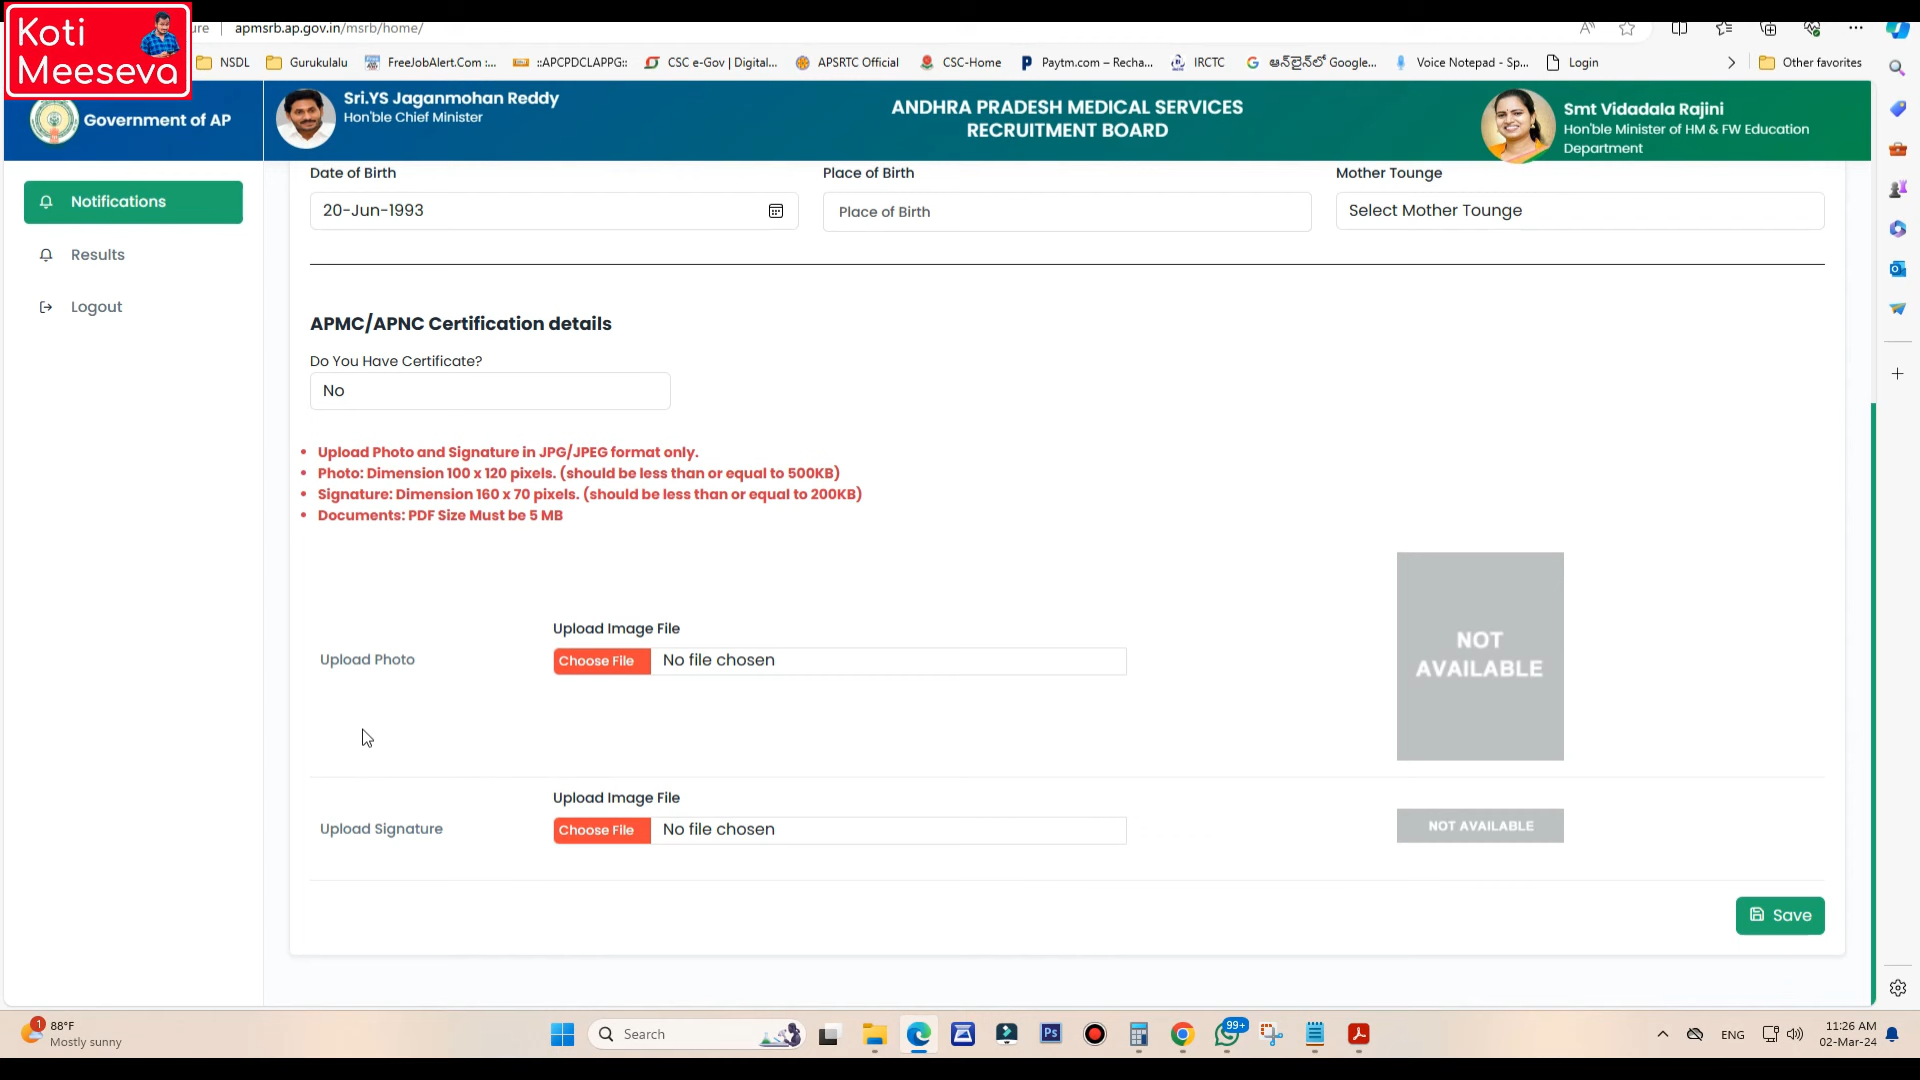 Koti
Meeseva
ure
apmsrb.ap.gov.in/msrb/home/
NSDL
Gurukulalu
FreeJobAlert.Com :...
::APCPDCLAPPG::
CSC e-Gov | Digital...
APSRTC Official
CSC-Home
Paytm.com – Recha...
IRCTC
ఆన్‌లైన్‌లో Google...
Voice Notepad - Sp...
Login
Other favorites
Government of AP
Sri.YS Jaganmohan Reddy
Hon'ble Chief Minister
ANDHRA PRADESH MEDICAL SERVICES
RECRUITMENT BOARD
Smt Vidadala Rajini
Hon'ble Minister of HM & FW Education
Department
Notifications
Results
Logout
Date of Birth
Place of Birth
Mother Tounge
20-Jun-1993
Place of Birth
Select Mother Tounge
APMC/APNC Certification details
Do You Have Certificate?
No
• Upload Photo and Signature in JPG/JPEG format only.
• Photo: Dimension 100 x 120 pixels. (should be less than or equal to 500KB)
• Signature: Dimension 160 x 70 pixels. (should be less than or equal to 200KB)
• Documents: PDF Size Must be 5 MB
Upload Photo
Upload Image File
Choose File No file chosen
NOT
AVAILABLE
Upload Signature
Upload Image File
Choose File No file chosen
NOT AVAILABLE
Save
1
88°F
Mostly sunny
Search
Ps
99+
ENG
11:26 AM
02-Mar-24